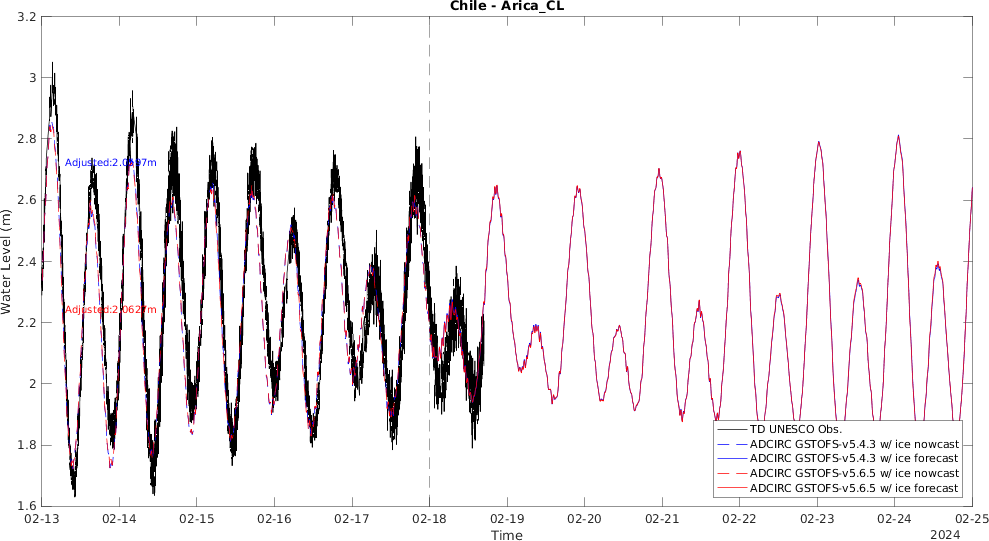 Chile - Arica_CL
3.2
3
2.8
2.6
2.4
2.2
2
1.8
1.6
Water Level (m)
Adjusted:2.0627m
02-13
02-14
02-15
02-16
02-17
02-18
02-19
02-20
02-21
02-22
02-23
02-24
02-25
Time
2024
TD UNESCO Obs.
ADCIRC GSTOFS-v5.4.3 w/ ice nowcast
ADCIRC GSTOFS-v5.4.3 w/ ice forecast
ADCIRC GSTOFS-v5.6.5 w/ ice nowcast
ADCIRC GSTOFS-v5.6.5 w/ ice forecast